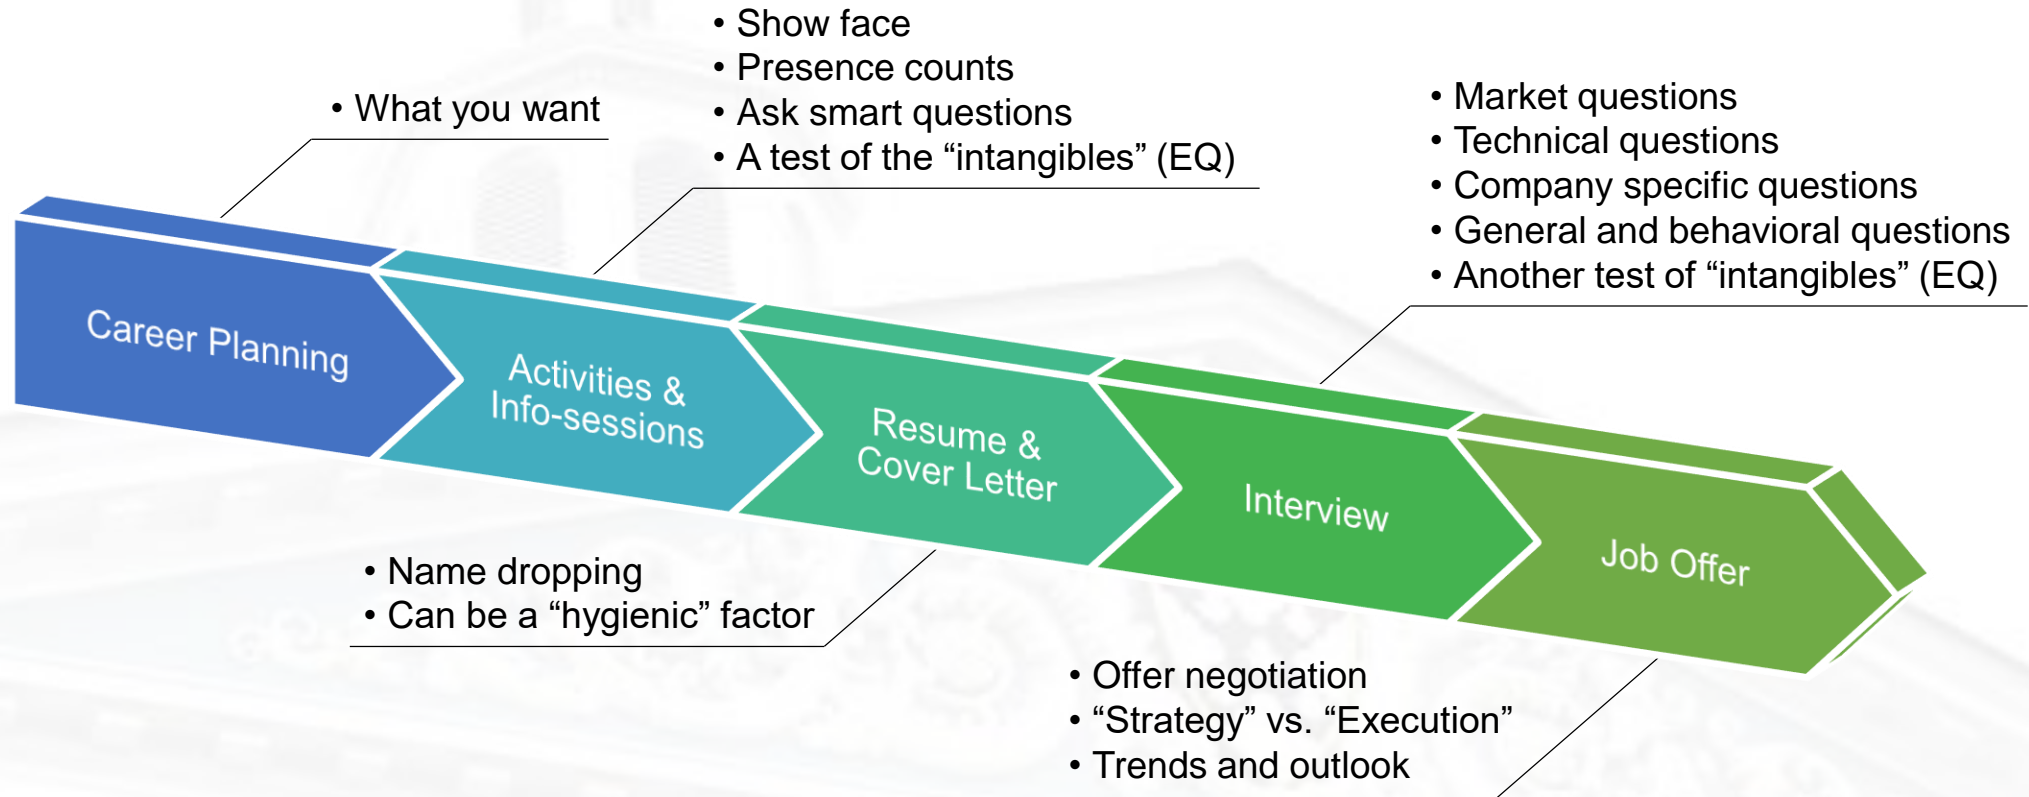 • What you want
• Show face
• Presence counts
• Ask smart questions
• A test of the “intangibles” (EQ)
• Market questions
• Technical questions
• Company specific questions
• General and behavioral questions
• Another test of “intangibles” (EQ)
Career Planning
Activities &
Info-sessions
Resume &
Cover Letter
Interview
Job Offer
• Name dropping
• Can be a “hygienic” factor
• Offer negotiation
• “Strategy” vs. “Execution”
• Trends and outlook